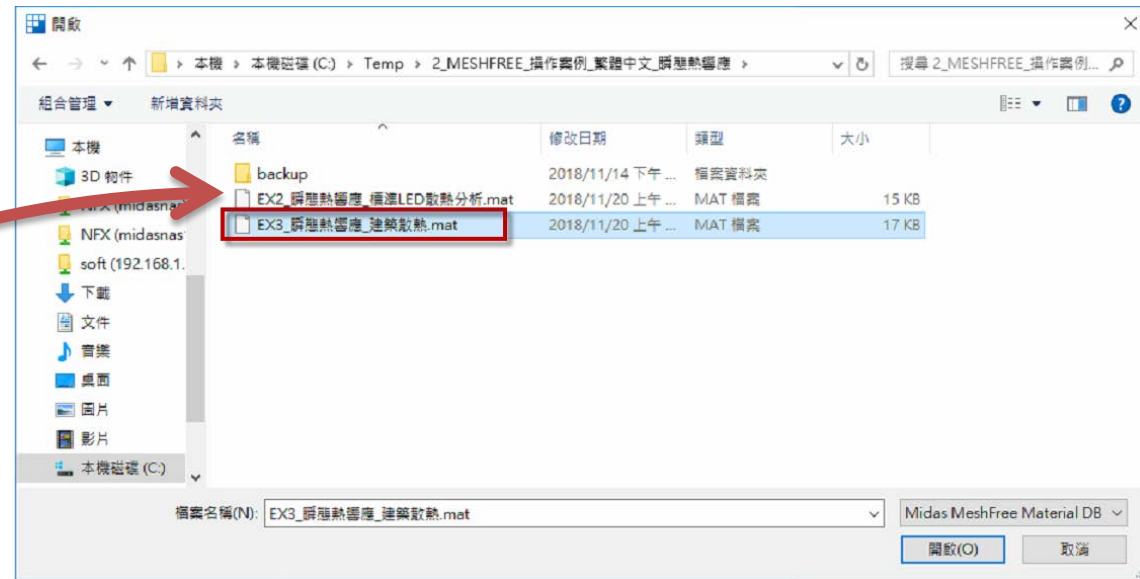 開啟
本機 › 本機磁碟 (C:) › Temp › 2_MESHFREE_操作案例_繁體中文_瞬態熱響應 ›
搜尋 2_MESHFREE_操作案例...
組合管理 ▾ 新增資料夾
名稱 修改日期 類型 大小
本機
3D 物件
NFX (midasnas
NFX (midasnas
soft (192.168.1.
下載
文件
音樂
桌面
圖片
影片
本機磁碟 (C:)
backup 2018/11/14 下午 ... 檔案資料夾
EX2_瞬態熱響應_標準LED散熱分析.mat 2018/11/20 上午 ... MAT 檔案 15 KB
EX3_瞬態熱響應_建築散熱.mat 2018/11/20 上午 ... MAT 檔案 17 KB
檔案名稱(N): EX3_瞬態熱響應_建築散熱.mat
Midas MeshFree Material DB
開啟(O) 取消